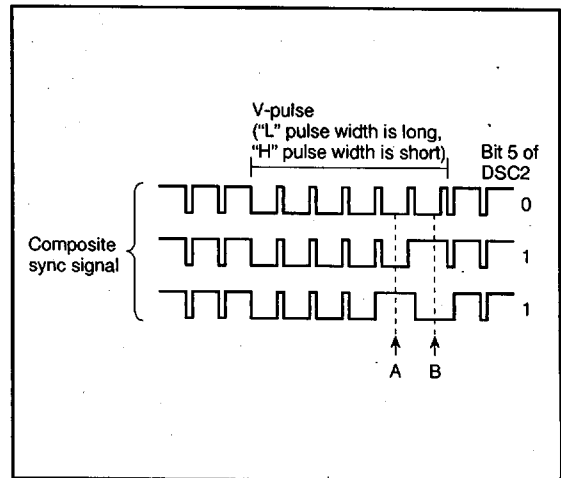 V-pulse
(“L” pulse width is long,
“H” pulse width is short)
Bit 5 of
DSC2
0
Composite
sync signal
1
1
A
B